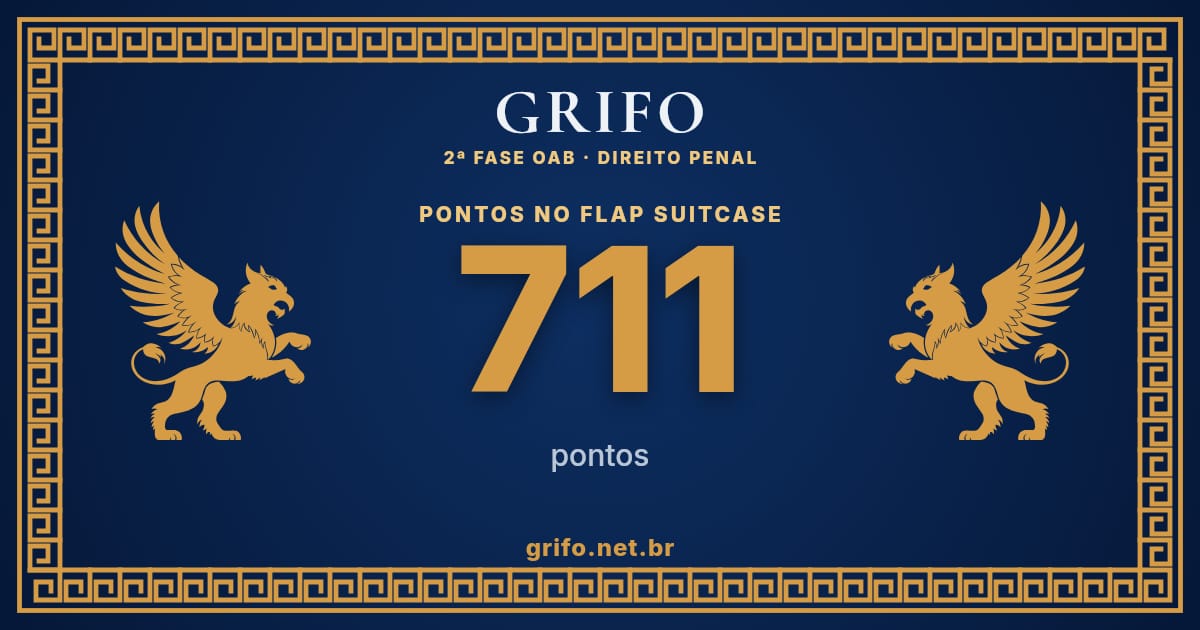 GRIFO
2ª FASE OAB · DIREITO PENAL
PONTOS NO FLAP SUITCASE
711
pontos
grifo.net.br